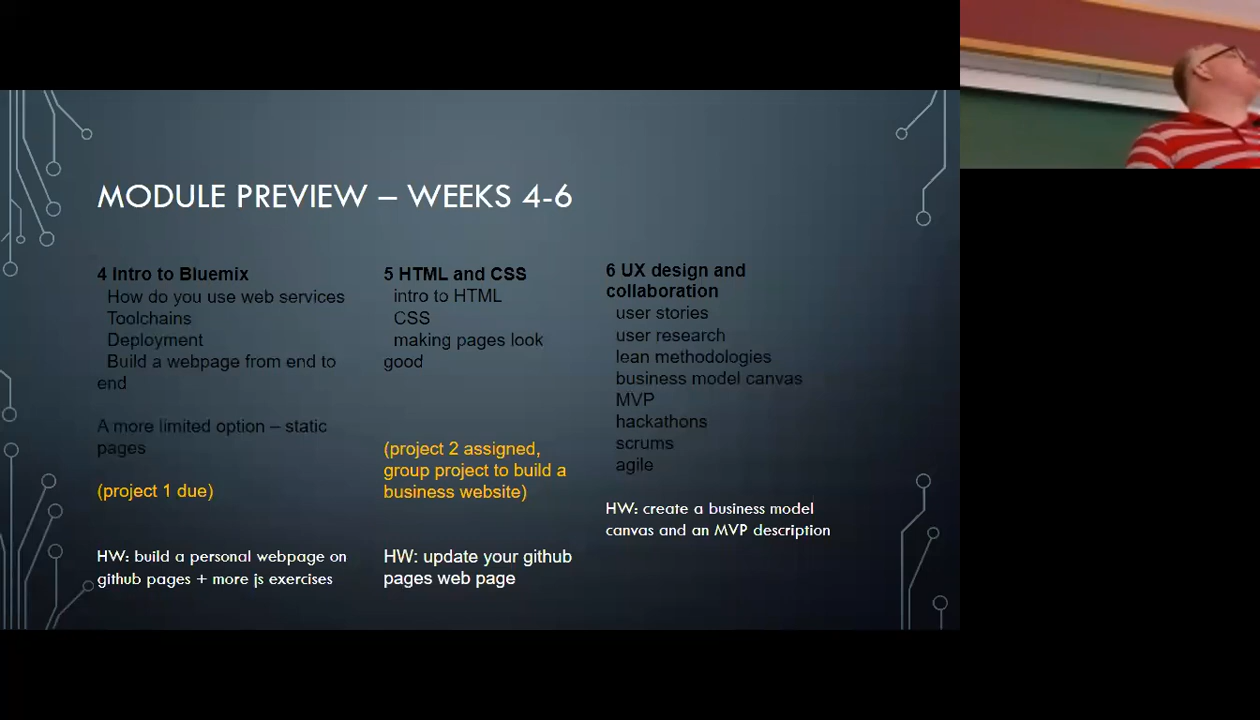 MODULE PREVIEW – WEEKS 4-6
4 Intro to Bluemix
How do you use web services
Toolchains
Deployment
Build a webpage from end to
end
A more limited option – static
pages
(project 1 due)
HW: build a personal webpage on
github pages + more js exercises
5 HTML and CSS
intro to HTML
CSS
making pages look
good
(project 2 assigned,
group project to build a
business website)
HW: update your github
pages web page
6 UX design and
collaboration
user stories
user research
lean methodologies
business model canvas
MVP
hackathons
scrums
agile
HW: create a business model
canvas and an MVP description